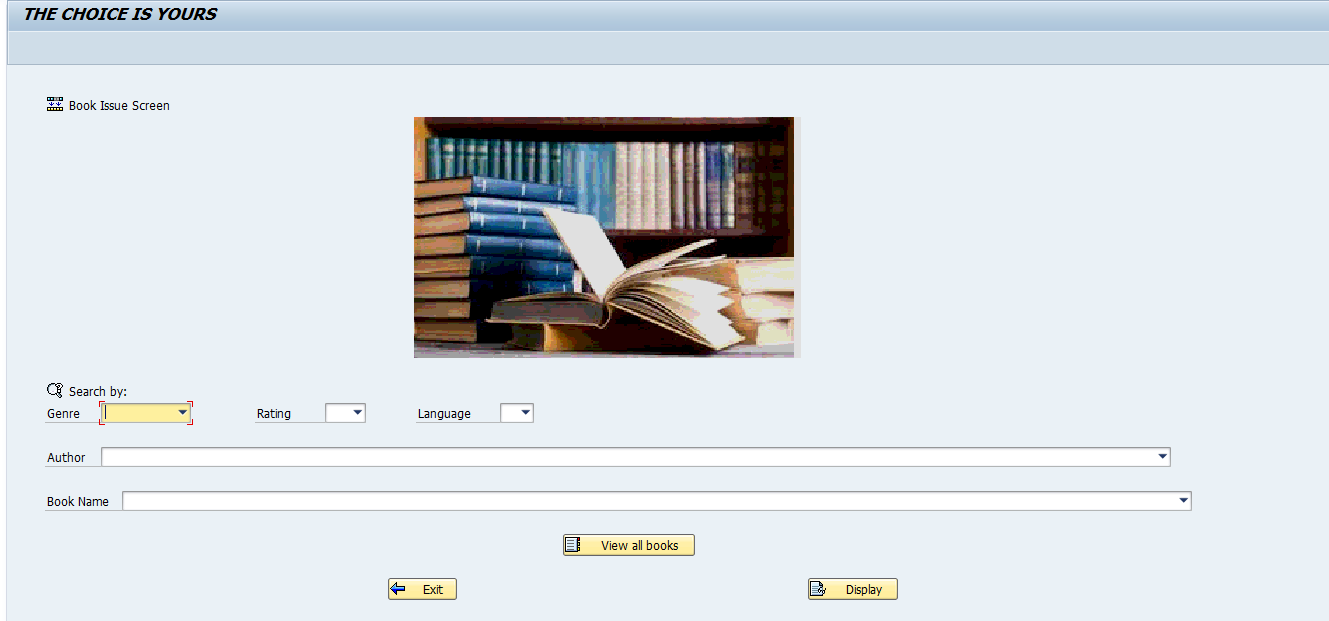 THE CHOICE IS YOURS
Book Issue Screen
Search by:
Genre Rating Language
Author
Book Name
View all books
Exit Display